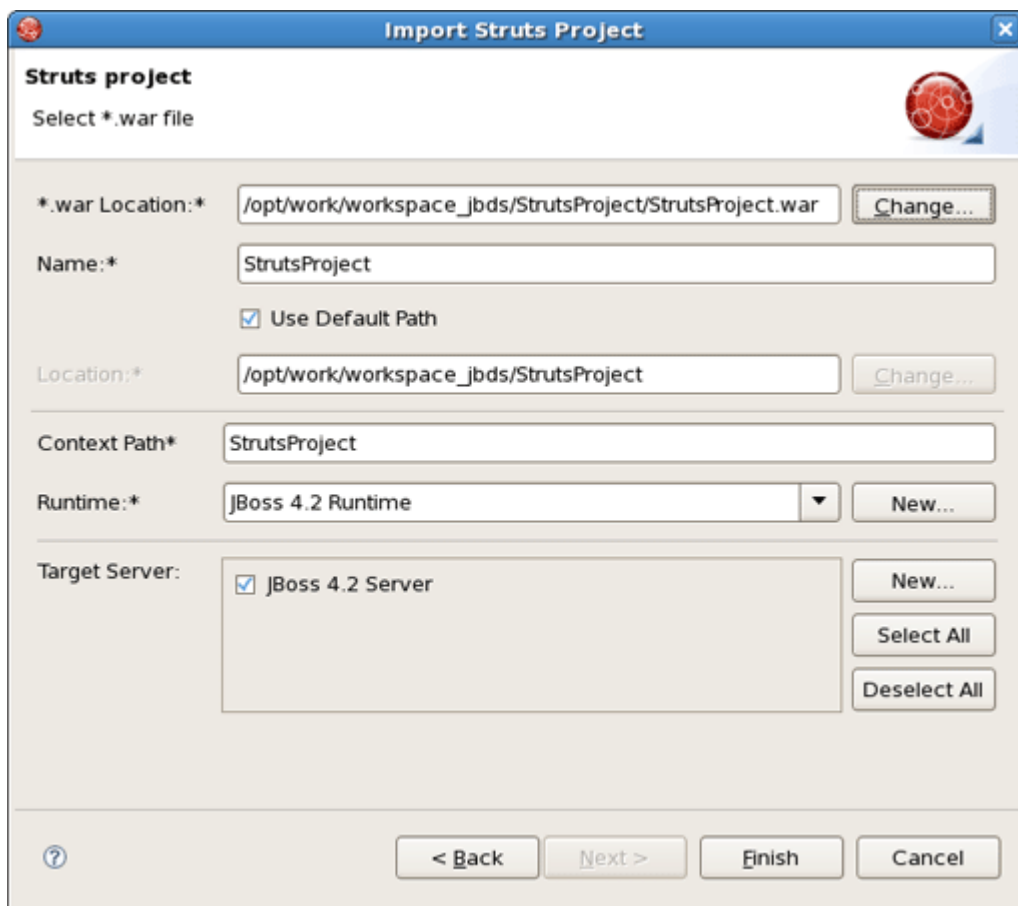 Import Struts Project
Struts project
Select *.war file
*.war Location:* /opt/work/workspace_jbds/StrutsProject/StrutsProject.war Change...
Name:* StrutsProject
Use Default Path
Location:* /opt/work/workspace_jbds/StrutsProject Change...
Context Path* StrutsProject
Runtime:* JBoss 4.2 Runtime New...
Target Server: JBoss 4.2 Server New...
Select All
Deselect All
? < Back Next > Finish Cancel